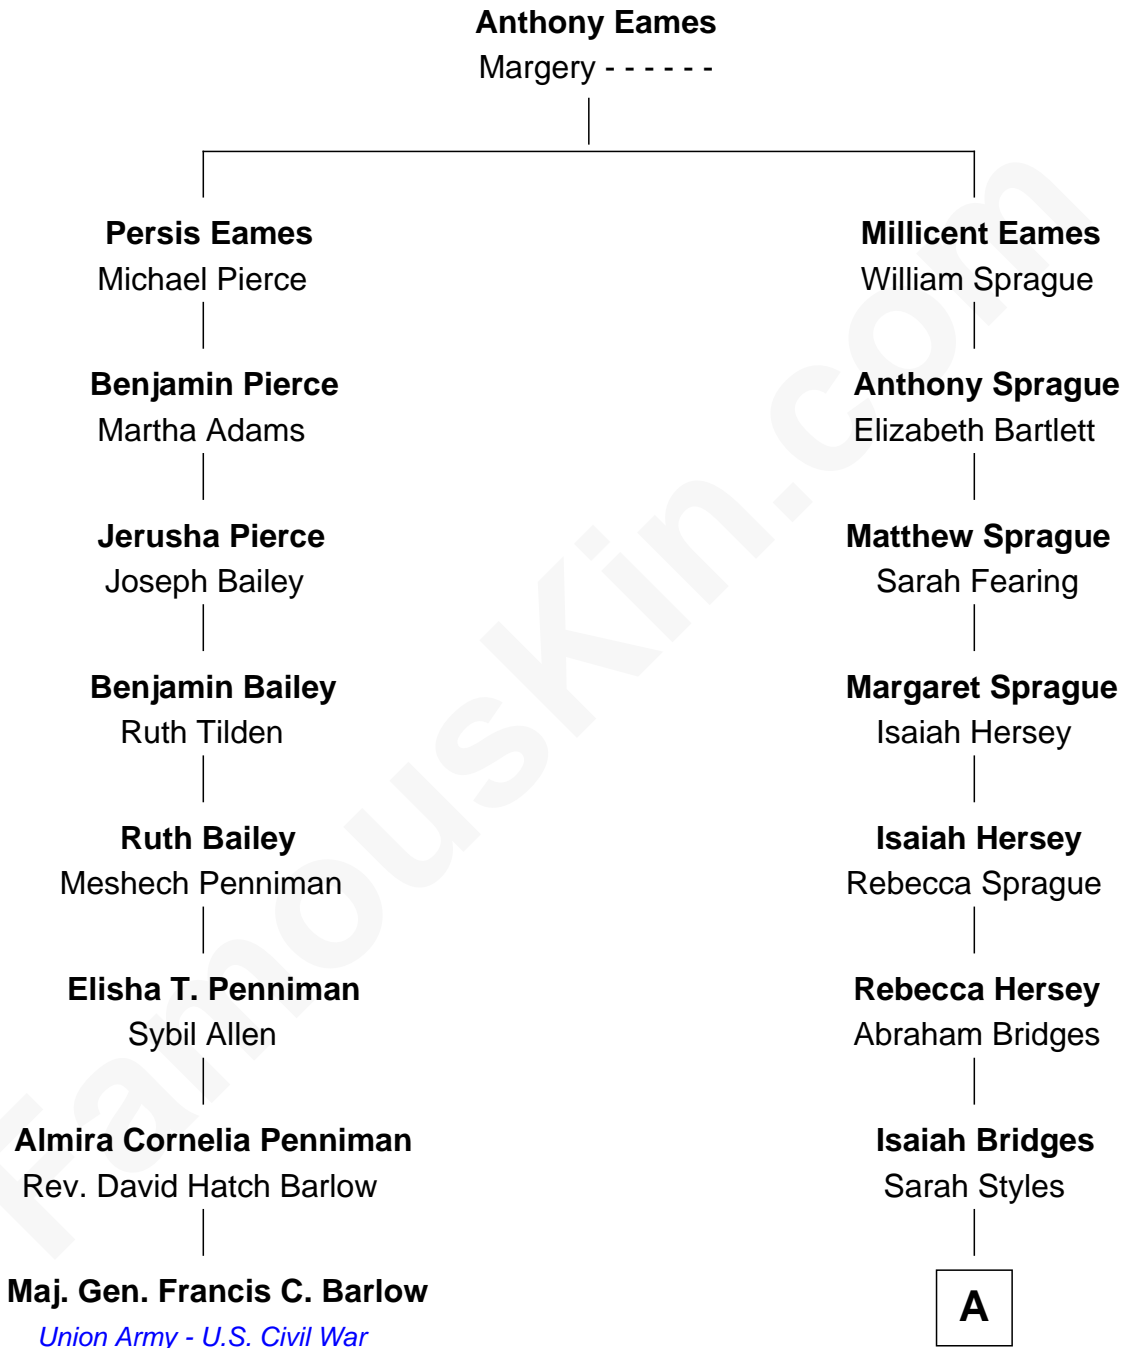 Anthony Eames
Margery - - - - - -
Persis Eames
Michael Pierce
Millicent Eames
William Sprague
Benjamin Pierce
Martha Adams
Anthony Sprague
Elizabeth Bartlett
Jerusha Pierce
Joseph Bailey
Matthew Sprague
Sarah Fearing
Benjamin Bailey
Ruth Tilden
Margaret Sprague
Isaiah Hersey
Ruth Bailey
Meshech Penniman
Isaiah Hersey
Rebecca Sprague
Elisha T. Penniman
Sybil Allen
Rebecca Hersey
Abraham Bridges
Almira Cornelia Penniman
Rev. David Hatch Barlow
Isaiah Bridges
Sarah Styles
Maj. Gen. Francis C. Barlow
Union Army - U.S. Civil War
A
FamousKin.com